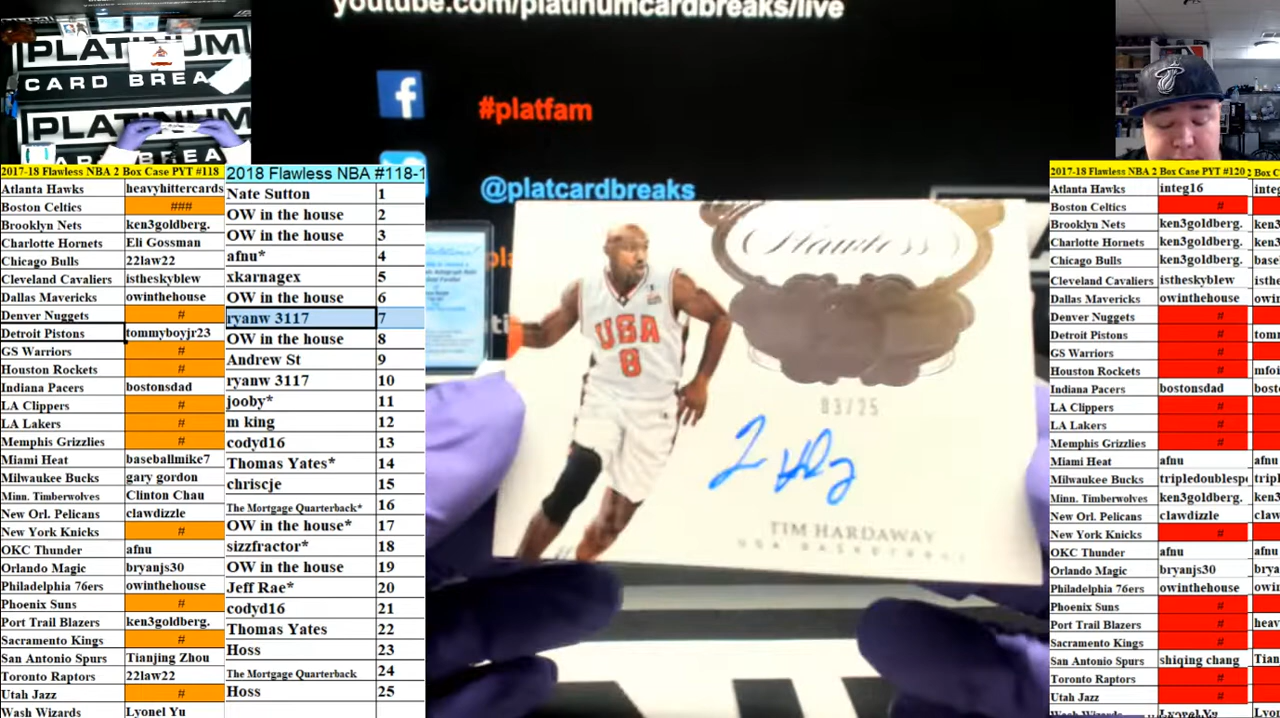 youtube.com/platinumcardbreaks/live
#platfam
@platcardbreaks
PLATINUM
CARD BREA
PLATINUM
CARD BREA
2017-18 Flawless NBA 2 Box Case PYT #118
Atlanta Hawks heavyhittercards
Boston Celtics ###
Brooklyn Nets ken3goldberg.
Charlotte Hornets Eli Gossman
Chicago Bulls 22law22
Cleveland Cavaliers istheskyblew
Dallas Mavericks owinthehouse
Denver Nuggets #
Detroit Pistons tommyboyjr23
GS Warriors #
Houston Rockets #
Indiana Pacers bostonsdad
LA Clippers #
LA Lakers #
Memphis Grizzlies #
Miami Heat baseballmike7
Milwaukee Bucks gary gordon
Minn. Timberwolves Clinton Chau
New Orl. Pelicans clawdizzle
New York Knicks #
OKC Thunder afnu
Orlando Magic bryanjs30
Philadelphia 76ers owinthehouse
Phoenix Suns #
Port Trail Blazers ken3goldberg.
Sacramento Kings #
San Antonio Spurs Tianjing Zhou
Toronto Raptors 22law22
Utah Jazz #
Wash Wizards Lyonel Yu
2018 Flawless NBA #118-1
Nate Sutton 1
OW in the house 2
OW in the house 3
afnu* 4
xkarnagex 5
OW in the house 6
ryanw 3117 7
OW in the house 8
Andrew St 9
ryanw 3117 10
jooby* 11
m king 12
codyd16 13
Thomas Yates* 14
chriscje 15
The Mortgage Quarterback* 16
OW in the house* 17
sizzfractor* 18
OW in the house 19
Jeff Rae* 20
codyd16 21
Thomas Yates 22
Hoss 23
The Mortgage Quarterback 24
Hoss 25
Flawless
USA
8
03/25
TIM HARDAWAY
USA BASKETBALL
2017-18 Flawless NBA 2 Box Case PYT #120
Atlanta Hawks integ16
Boston Celtics #
Brooklyn Nets ken3goldberg.
Charlotte Hornets ken3goldberg.
Chicago Bulls ken3goldberg.
Cleveland Cavaliers istheskyblew
Dallas Mavericks owinthehouse
Denver Nuggets #
Detroit Pistons #
GS Warriors #
Houston Rockets #
Indiana Pacers bostonsdad
LA Clippers #
LA Lakers #
Memphis Grizzlies #
Miami Heat afnu
Milwaukee Bucks tripledoublespe
Minn. Timberwolves ken3goldberg.
New Orl. Pelicans clawdizzle
New York Knicks #
OKC Thunder afnu
Orlando Magic bryanjs30
Philadelphia 76ers owinthehouse
Phoenix Suns #
Port Trail Blazers #
Sacramento Kings #
San Antonio Spurs shiqing chang
Toronto Raptors #
Utah Jazz #
Wash Wizards Lyonel Yu